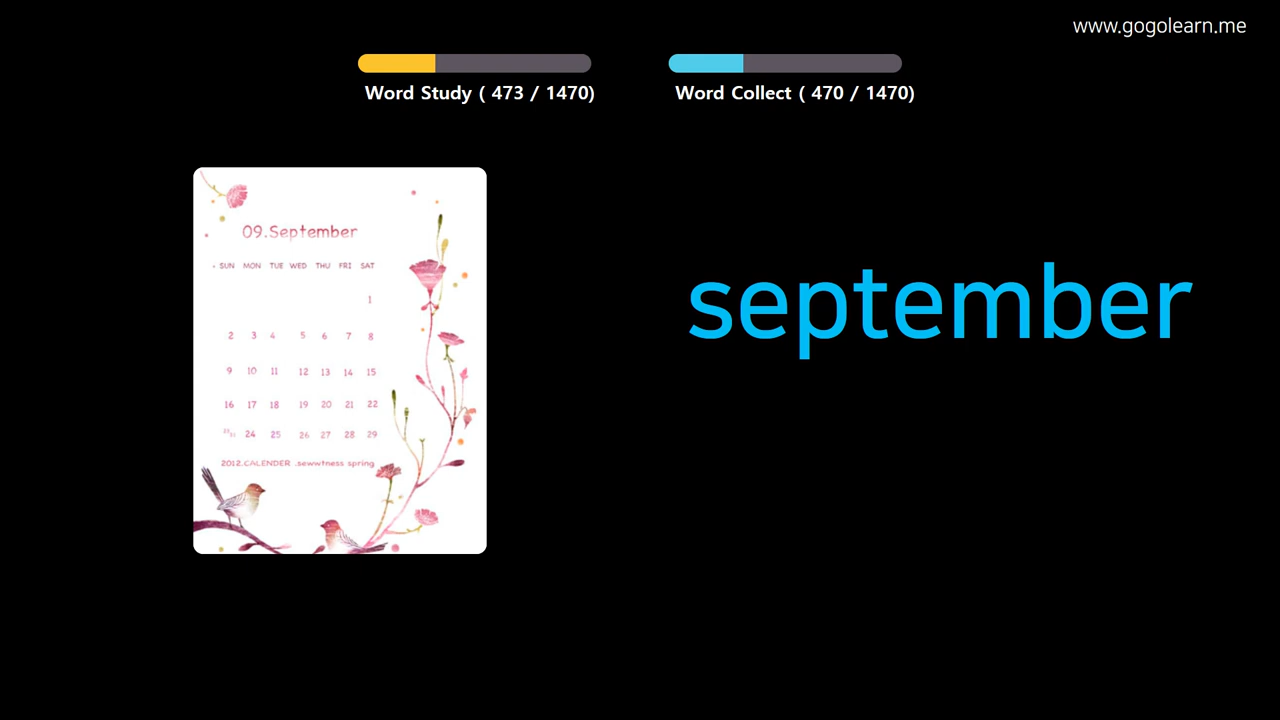 www.gogolearn.me
Word Study ( 473 / 1470)
Word Collect ( 470 / 1470)
09.September
SUN MON TUE WED THU FRI SAT
1
2 3 4 5 6 7 8
9 10 11 12 13 14 15
16 17 18 19 20 21 22
24 25 26 27 28 29
2012.CALENDER .sewwtness spring
september